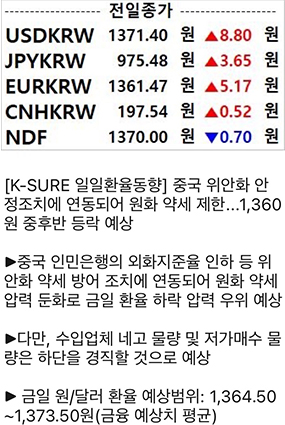 전일종가
USDKRW 1371.40 원 ▲8.80 원
JPYKRW 975.48 원 ▲3.65 원
EURKRW 1361.47 원 ▲5.17 원
CNHKRW 197.54 원 ▲0.52 원
NDF 1370.00 원 ▼0.70 원
[K-SURE 일일환율동향] 중국 위안화 안
정조치에 연동되어 원화 약세 제한...1,360
원 중후반 등락 예상
▶중국 인민은행의 외화지준율 인하 등 위
안화 약세 방어 조치에 연동되어 원화 약세
압력 둔화로 금일 환율 하락 압력 우위 예상
▶다만, 수입업체 네고 물량 및 저가매수 물
량은 하단을 경직할 것으로 예상
▶ 금일 원/달러 환율 예상범위: 1,364.50
~1,373.50원(금융 예상치 평균)